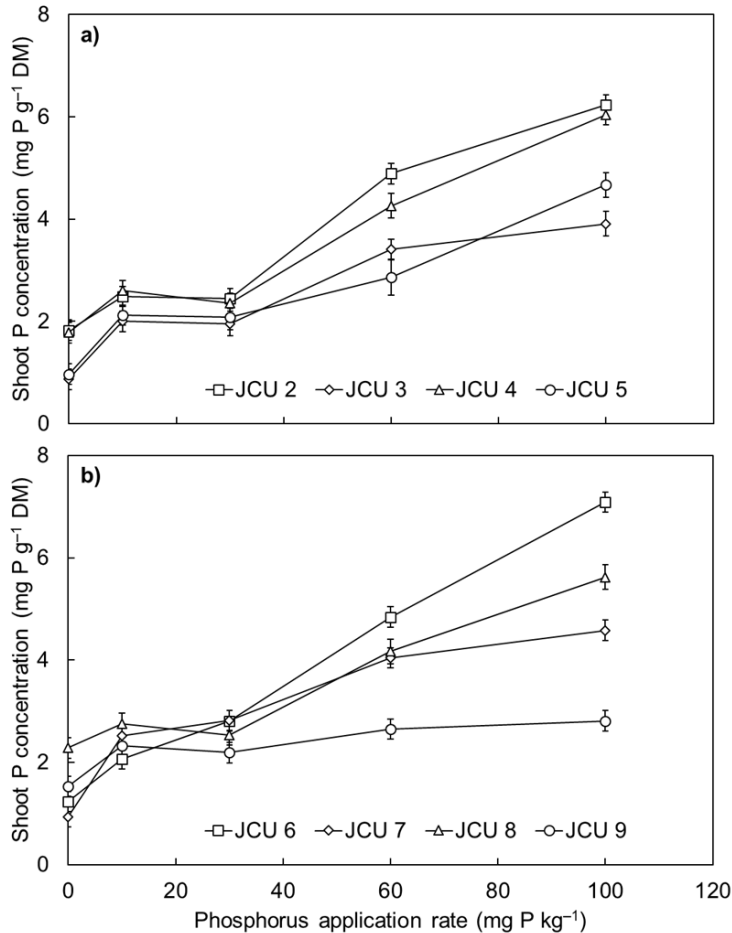 8
a)
6
4
2
0
Shoot P concentration (mg P g⁻¹ DM)
JCU 2 JCU 3 JCU 4 JCU 5
8
b)
6
4
2
0
Shoot P concentration (mg P g⁻¹ DM)
JCU 6 JCU 7 JCU 8 JCU 9
0 20 40 60 80 100 120
Phosphorus application rate (mg P kg⁻¹)